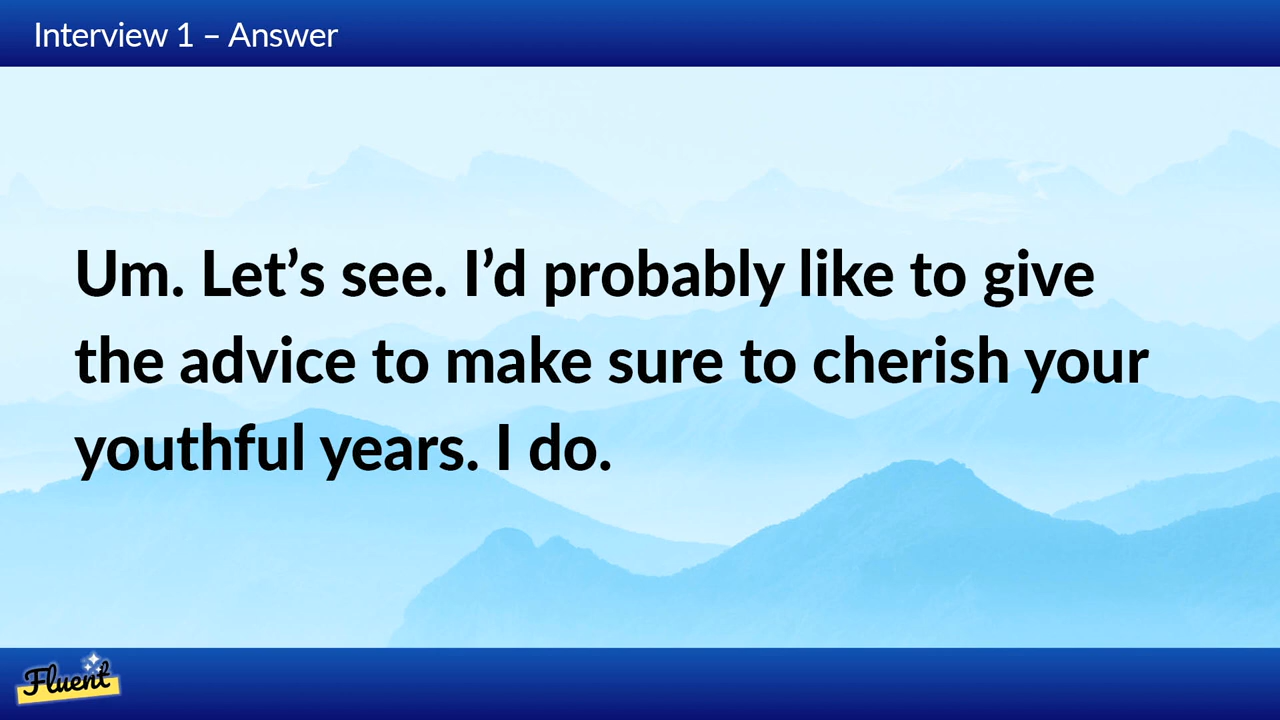 Interview 1 – Answer
Um. Let’s see. I’d probably like to give
the advice to make sure to cherish your
youthful years. I do.
Fluent